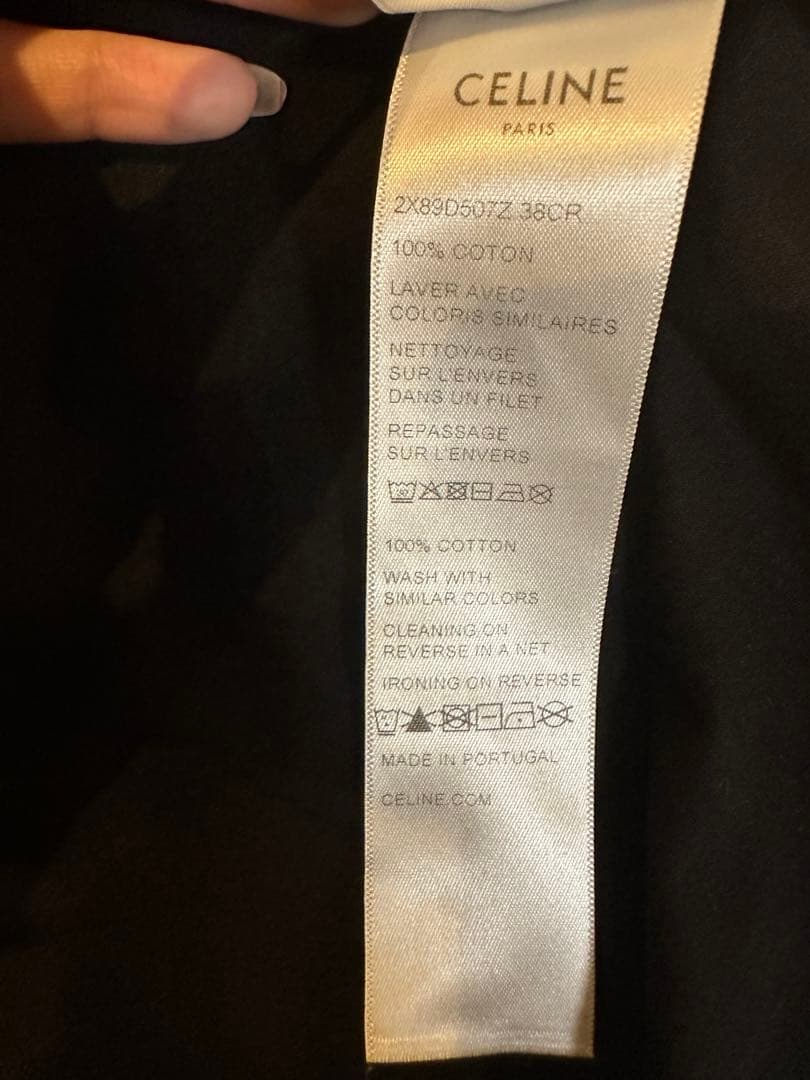 CELINE
PARIS
2X89D507Z 38CR
100% COTON
LAVER AVEC
COLORIS SIMILAIRES
NETTOYAGE
SUR L'ENVERS
DANS UN FILET
REPASSAGE
SUR L'ENVERS
100% COTTON
WASH WITH
SIMILAR COLORS
CLEANING ON
REVERSE IN A NET
IRONING ON REVERSE
MADE IN PORTUGAL
CELINE.COM